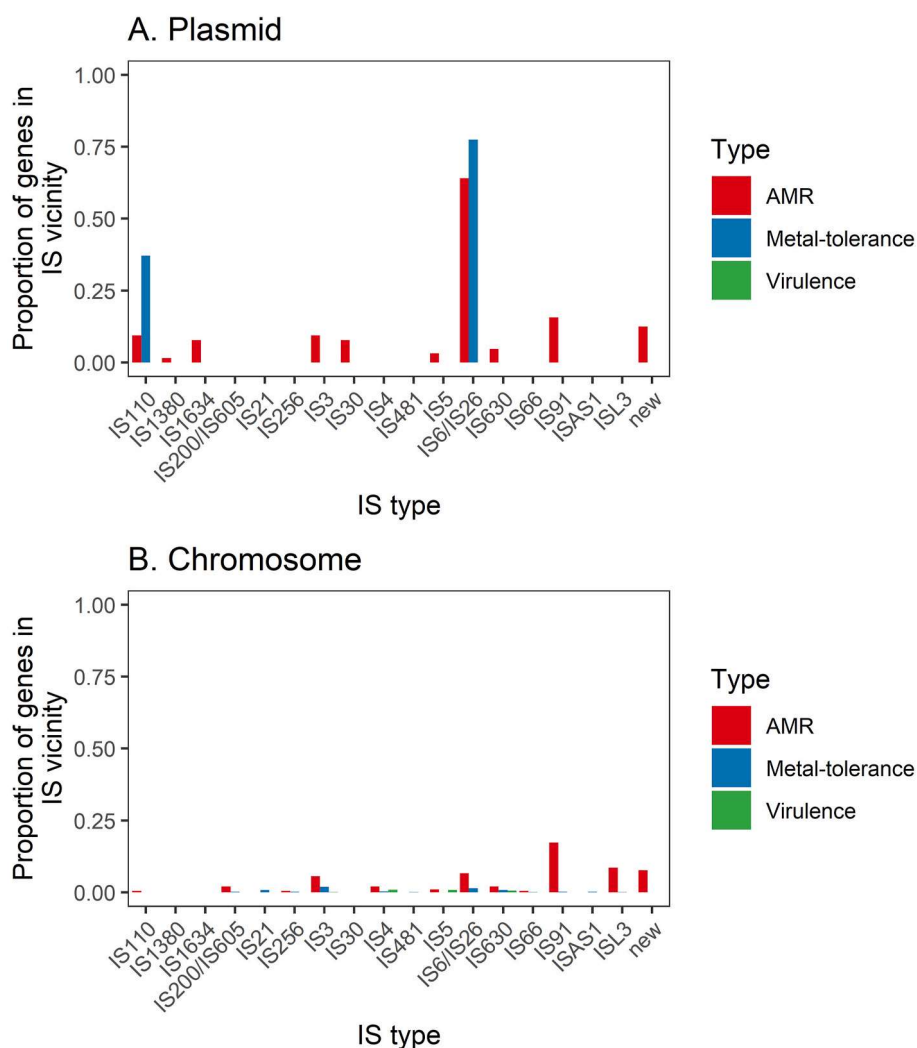 A. Plasmid
Proportion of genes in
IS vicinity
1.00
0.75
0.50
0.25
0.00
IS110
IS1380
IS1634
IS200/IS605
IS21
IS256
IS3
IS30
IS4
IS481
IS5
IS6/IS26
IS630
IS66
IS91
ISAS1
ISL3
new
IS type
Type
AMR
Metal-tolerance
Virulence
B. Chromosome
Proportion of genes in
IS vicinity
1.00
0.75
0.50
0.25
0.00
IS110
IS1380
IS1634
IS200/IS605
IS21
IS256
IS3
IS30
IS4
IS481
IS5
IS6/IS26
IS630
IS66
IS91
ISAS1
ISL3
new
IS type
Type
AMR
Metal-tolerance
Virulence